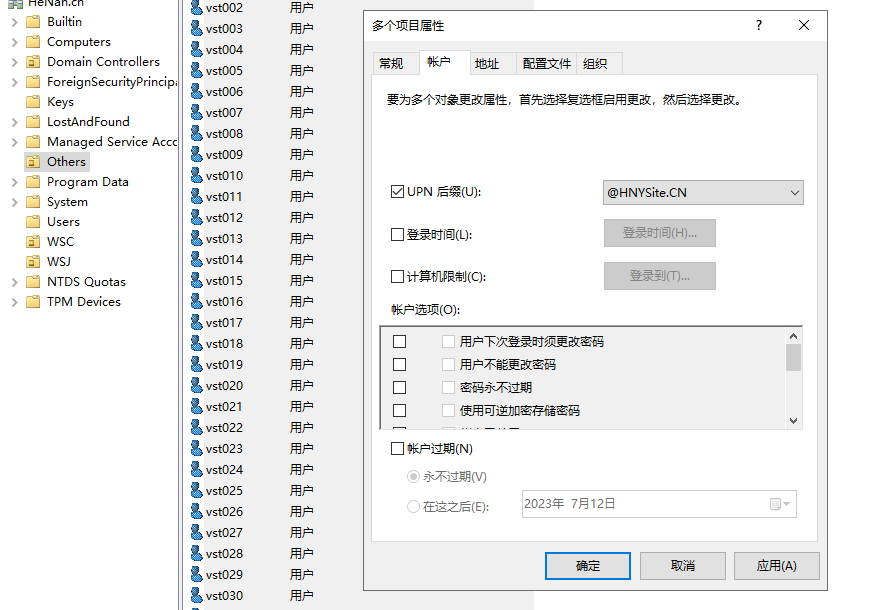 HeNan.cn
Builtin
Computers
Domain Controllers
ForeignSecurityPrincipa
Keys
LostAndFound
Managed Service Acc
Others
Program Data
System
Users
WSC
WSJ
NTDS Quotas
TPM Devices
vst002 用户
vst003 用户
vst004 用户
vst005 用户
vst006 用户
vst007 用户
vst008 用户
vst009 用户
vst010 用户
vst011 用户
vst012 用户
vst013 用户
vst014 用户
vst015 用户
vst016 用户
vst017 用户
vst018 用户
vst019 用户
vst020 用户
vst021 用户
vst022 用户
vst023 用户
vst024 用户
vst025 用户
vst026 用户
vst027 用户
vst028 用户
vst029 用户
vst030 用户
多个项目属性
常规 帐户 地址 配置文件 组织
要为多个对象更改属性，首先选择复选框启用更改，然后选择更改。
UPN 后缀(U): @HNYSite.CN
登录时间(L): 登录时间(H)...
计算机限制(C): 登录到(T)...
帐户选项(O):
用户下次登录时须更改密码
用户不能更改密码
密码永不过期
使用可逆加密存储密码
帐户过期(N)
永不过期(V)
在这之后(E): 2023年 7月12日
确定 取消 应用(A)